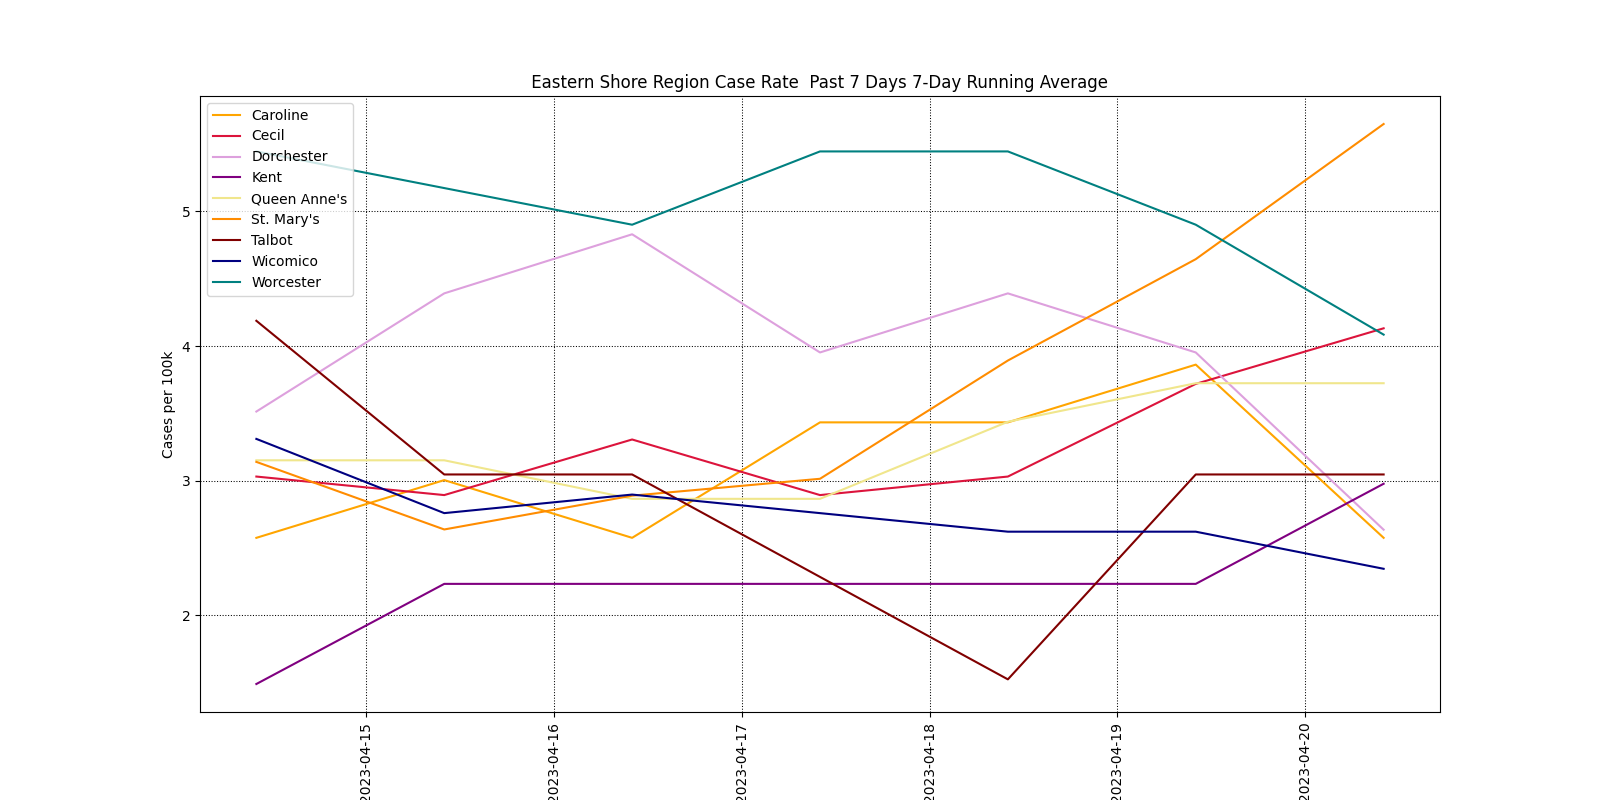 Eastern Shore Region Case Rate  Past 7 Days 7-Day Running Average
Caroline
Cecil
Dorchester
Kent
Queen Anne's
St. Mary's
Talbot
Wicomico
Worcester
Cases per 100k
5
4
3
2
2023-04-15
2023-04-16
2023-04-17
2023-04-18
2023-04-19
2023-04-20